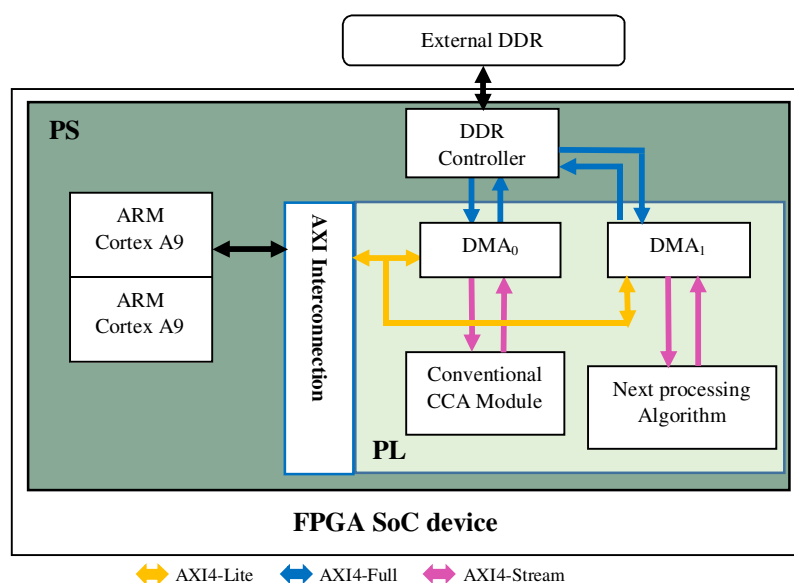 External DDR
PS
DDR
Controller
ARM
Cortex A9
ARM
Cortex A9
AXI Interconnection
DMA₀
DMA₁
Conventional
CCA Module
Next processing
Algorithm
PL
FPGA SoC device
AXI4-Lite
AXI4-Full
AXI4-Stream